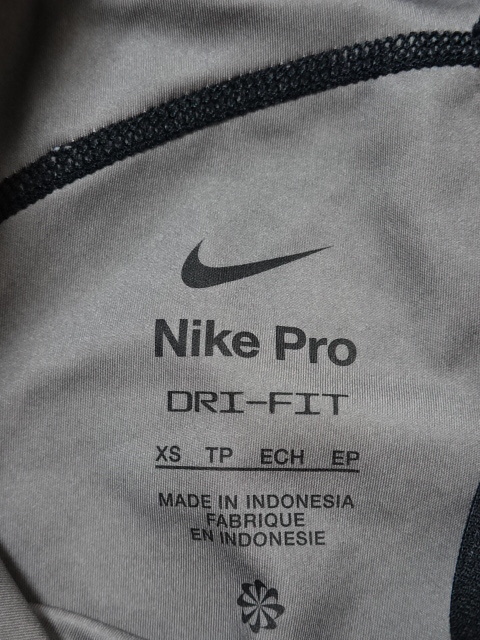 Nike Pro
DRI-FIT
XS TP ECH EP
MADE IN INDONESIA
FABRIQUE
EN INDONESIE